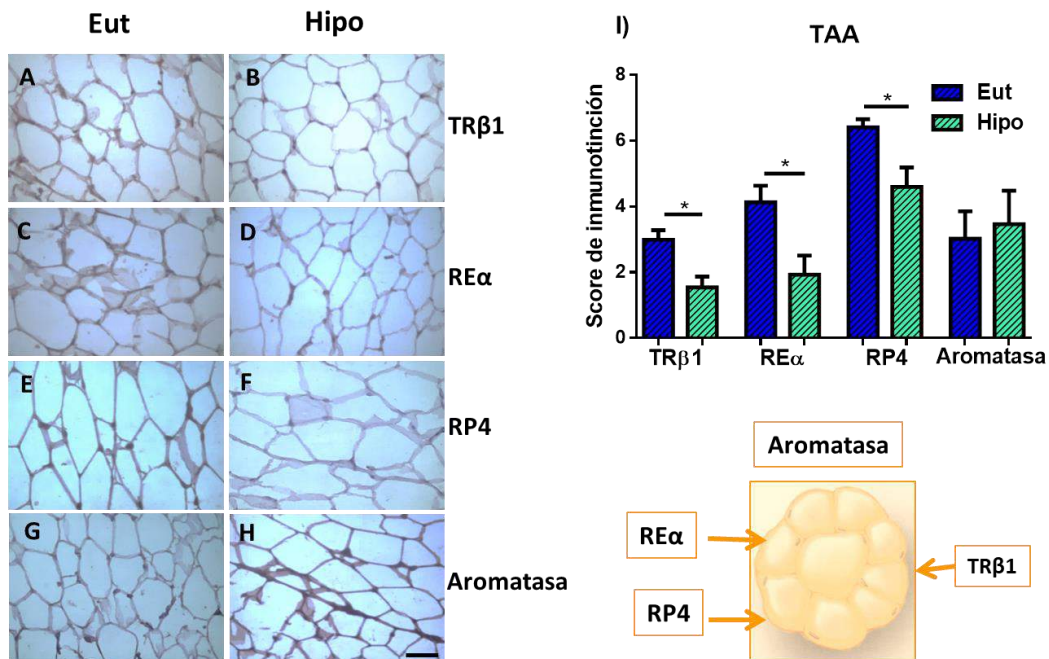 Eut Hipo
A B TRβ1
C D REα
E F RP4
G H Aromatasa
I) TAA
Score de inmunotinción
8
6
4
2
0
Eut
Hipo
* * *
TRβ1 REα RP4 Aromatasa
Aromatasa
REα
TRβ1
RP4